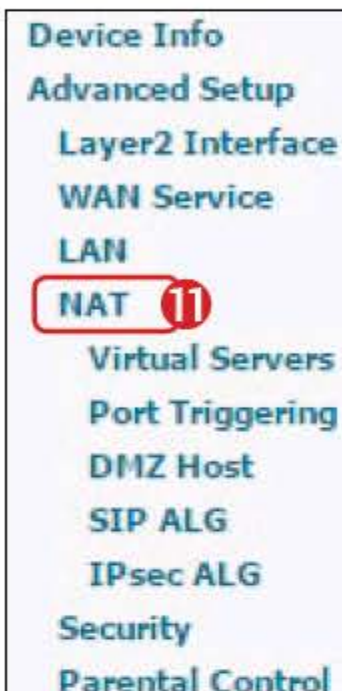 Device Info
Advanced Setup
Layer2 Interface
WAN Service
LAN
NAT 11
Virtual Servers
Port Triggering
DMZ Host
SIP ALG
IPsec ALG
Security
Parental Control